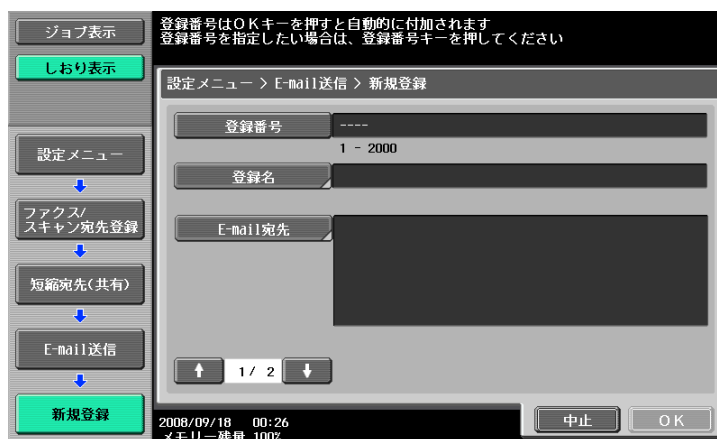 ジョブ表示
登録番号はOKキーを押すと自動的に付加されます
登録番号を指定したい場合は、登録番号キーを押してください
しおり表示
設定メニュー > E-mail送信 > 新規登録
登録番号
----
1 - 2000
登録名
E-mail宛先
設定メニュー
ファクス/
スキャン宛先登録
短縮宛先(共有)
E-mail送信
新規登録
↑ 1/ 2 ↓
2008/09/18 00:26
メモリー残量 100%
中止
OK